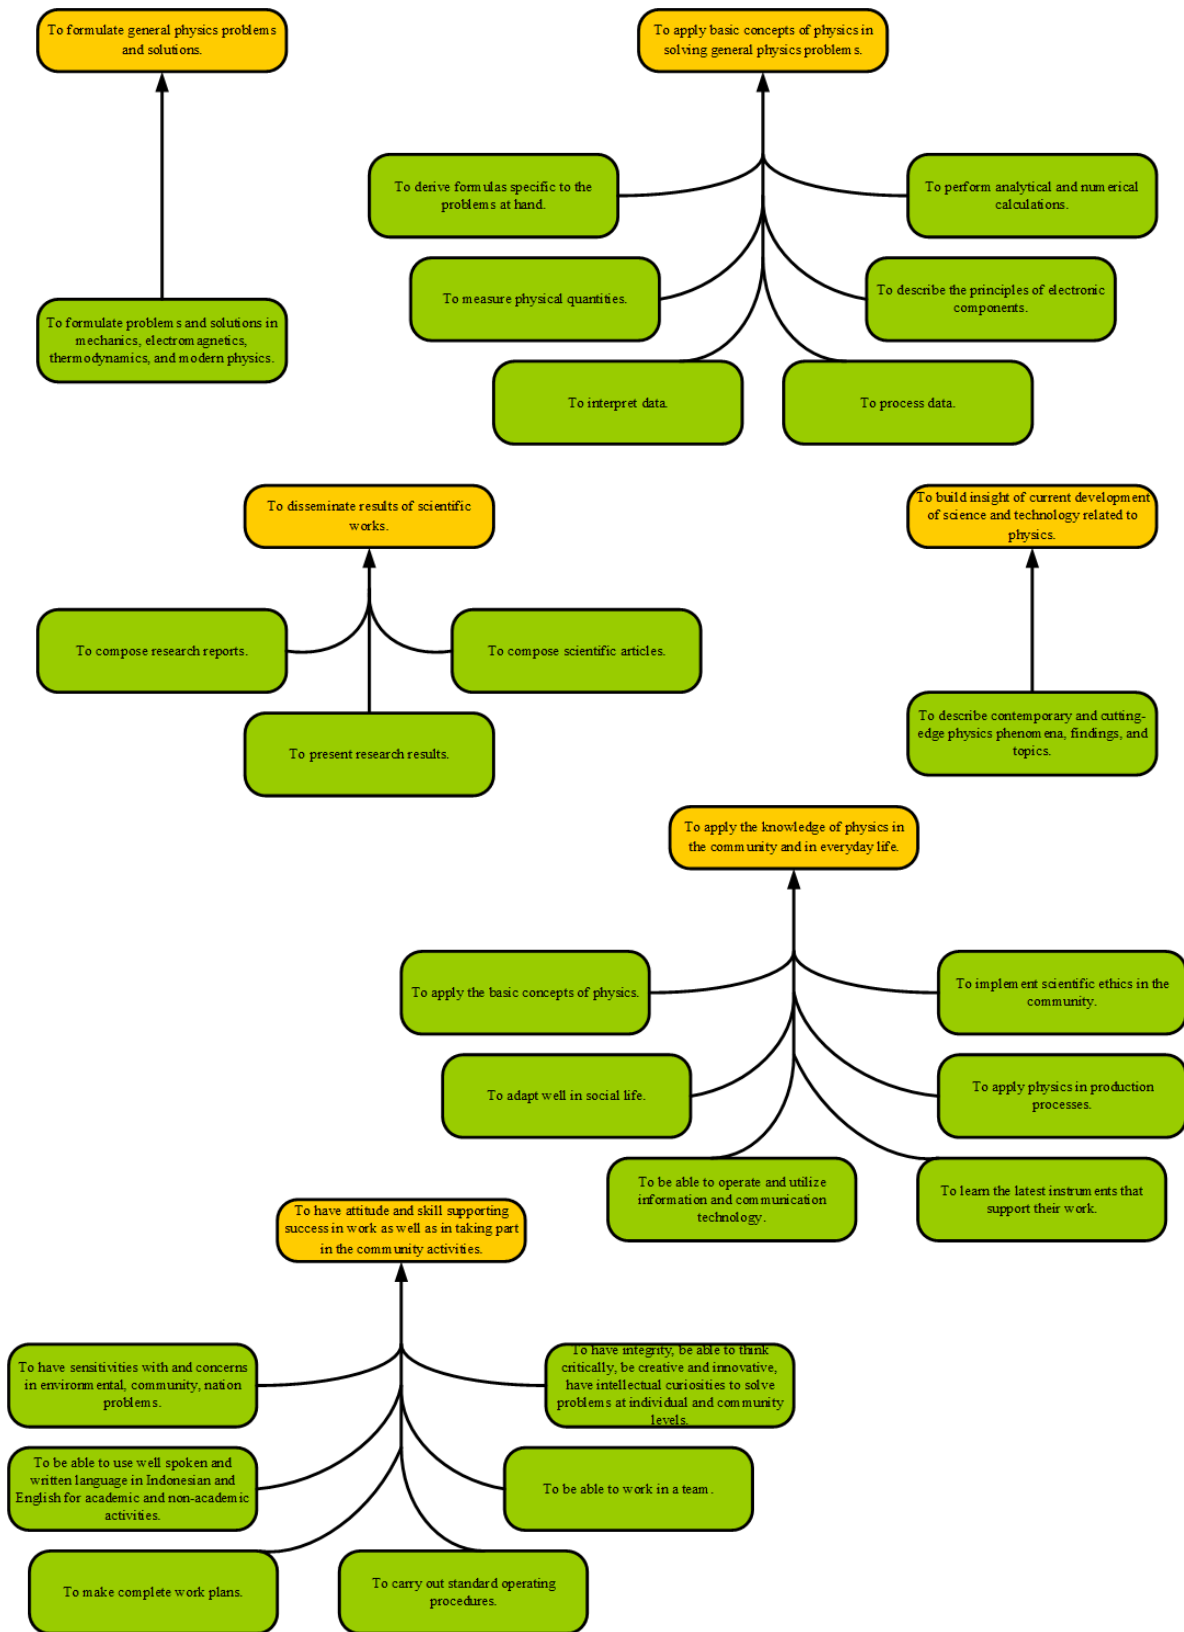 To formulate general physics problems
and solutions.
To apply basic concepts of physics in
solving general physics problems.
To derive formulas specific to the
problems at hand.
To perform analytical and numerical
calculations.
To measure physical quantities.
To describe the principles of electronic
components.
To formulate problems and solutions in
mechanics, electromagnetics,
thermodynamics, and modern physics.
To interpret data.
To process data.
To disseminate results of scientific
works.
To build insight of current development
of science and technology related to
physics.
To compose research reports.
To compose scientific articles.
To present research results.
To describe contemporary and cutting-
edge physics phenomena, findings, and
topics.
To apply the knowledge of physics in
the community and in everyday life.
To apply the basic concepts of physics.
To implement scientific ethics in the
community.
To adapt well in social life.
To apply physics in production
processes.
To be able to operate and utilize
information and communication
technology.
To learn the latest instruments that
support their work.
To have attitude and skill supporting
success in work as well as in taking part
in the community activities.
To have sensitivities with and concerns
in environmental, community, nation
problems.
To have integrity, be able to think
critically, be creative and innovative,
have intellectual curiosities to solve
problems at individual and community
levels.
To be able to use well spoken and
written language in Indonesian and
English for academic and non-academic
activities.
To be able to work in a team.
To make complete work plans.
To carry out standard operating
procedures.